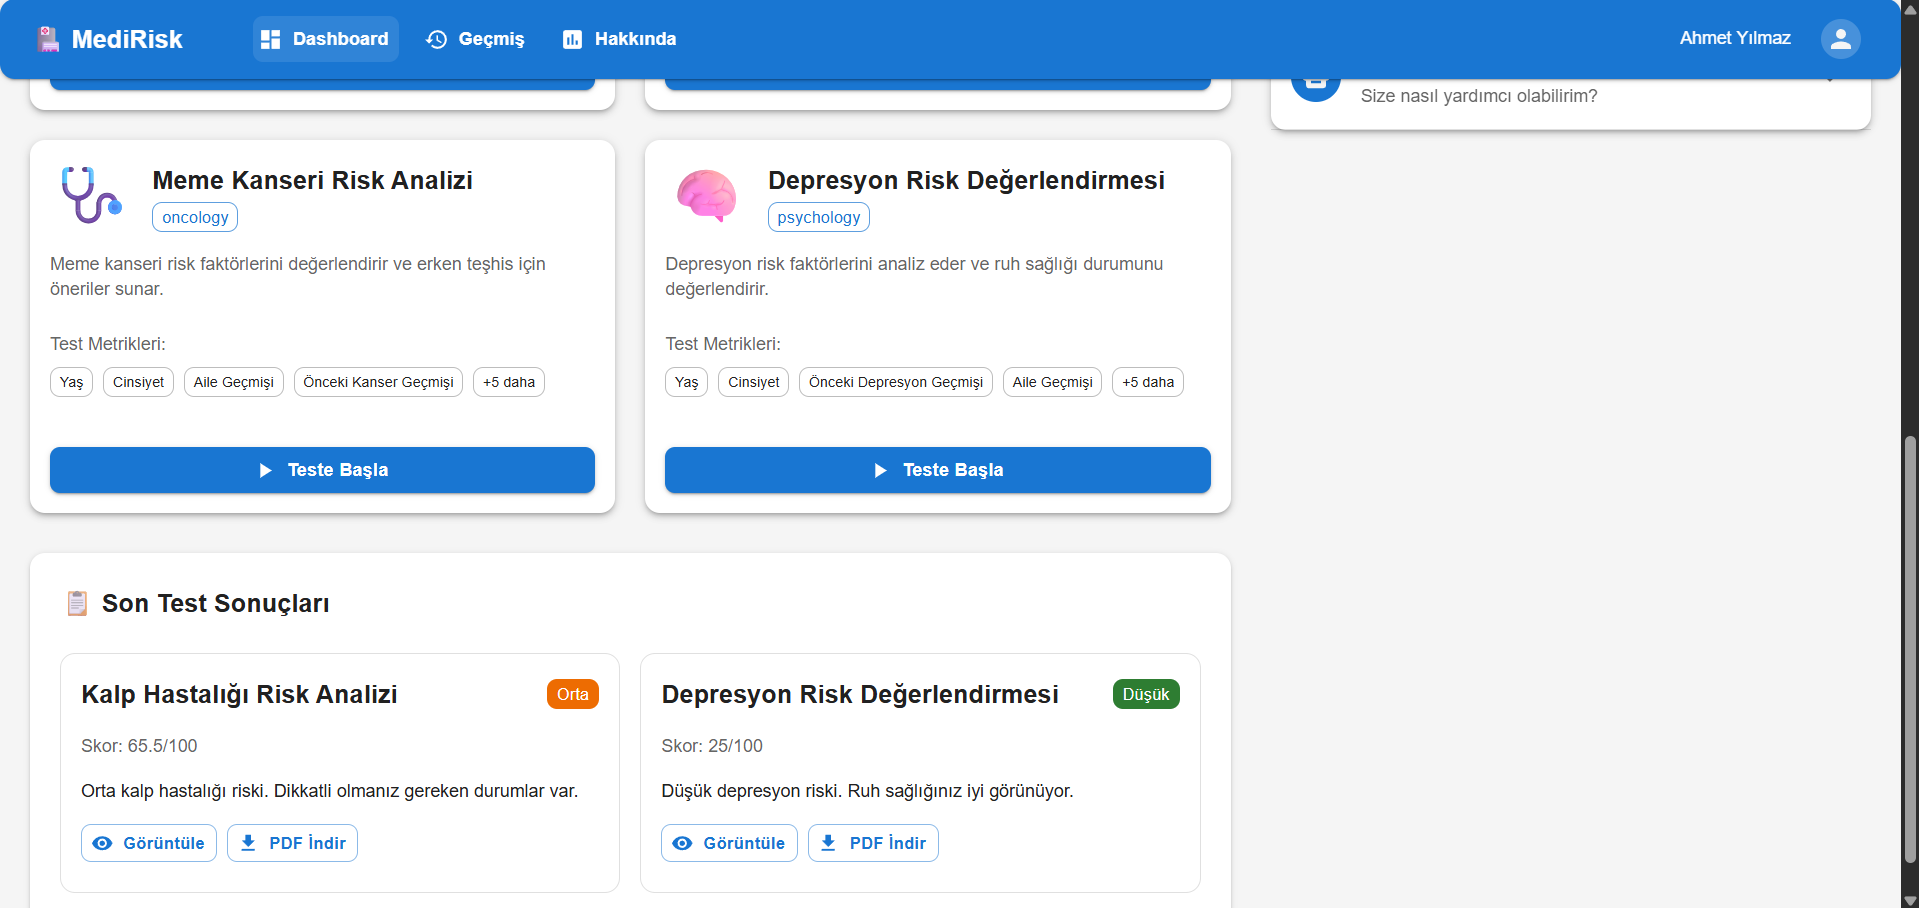 MediRisk
Dashboard
Geçmiş
Hakkında
Ahmet Yılmaz
Size nasıl yardımcı olabilirim?
Meme Kanseri Risk Analizi
oncology
Meme kanseri risk faktörlerini değerlendirir ve erken teşhis için
öneriler sunar.
Test Metrikleri:
Yaş
Cinsiyet
Aile Geçmişi
Önceki Kanser Geçmişi
+5 daha
Teste Başla
Depresyon Risk Değerlendirmesi
psychology
Depresyon risk faktörlerini analiz eder ve ruh sağlığı durumunu
değerlendirir.
Test Metrikleri:
Yaş
Cinsiyet
Önceki Depresyon Geçmişi
Aile Geçmişi
+5 daha
Teste Başla
Son Test Sonuçları
Kalp Hastalığı Risk Analizi
Orta
Skor: 65.5/100
Orta kalp hastalığı riski. Dikkatli olmanız gereken durumlar var.
Görüntüle
PDF İndir
Depresyon Risk Değerlendirmesi
Düşük
Skor: 25/100
Düşük depresyon riski. Ruh sağlığınız iyi görünüyor.
Görüntüle
PDF İndir